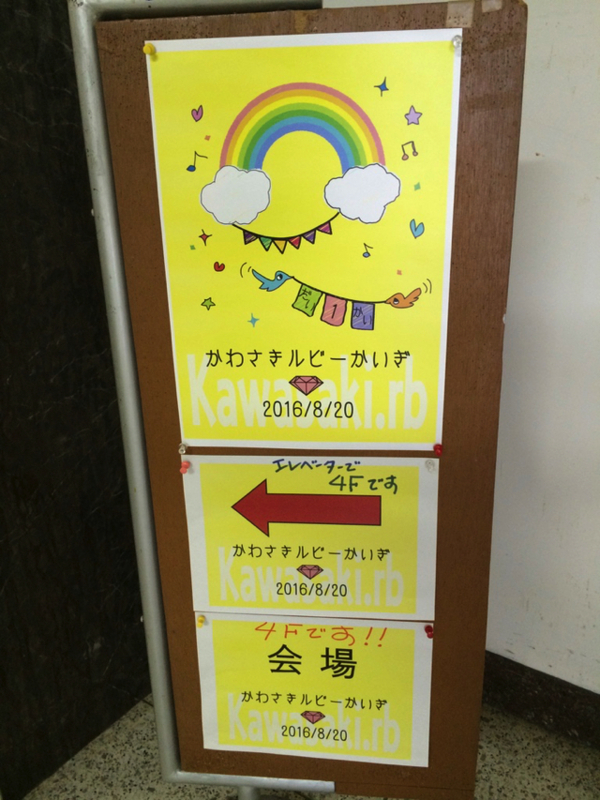 だい 1 かい
かわさきルビーかいぎ
Kawasaki.rb
2016/8/20
エレベーターで
4Fです
かわさきルビーかいぎ
Kawasaki.rb
2016/8/20
4Fです!!
会場
かわさきルビーかいぎ
Kawasaki.rb
2016/8/20